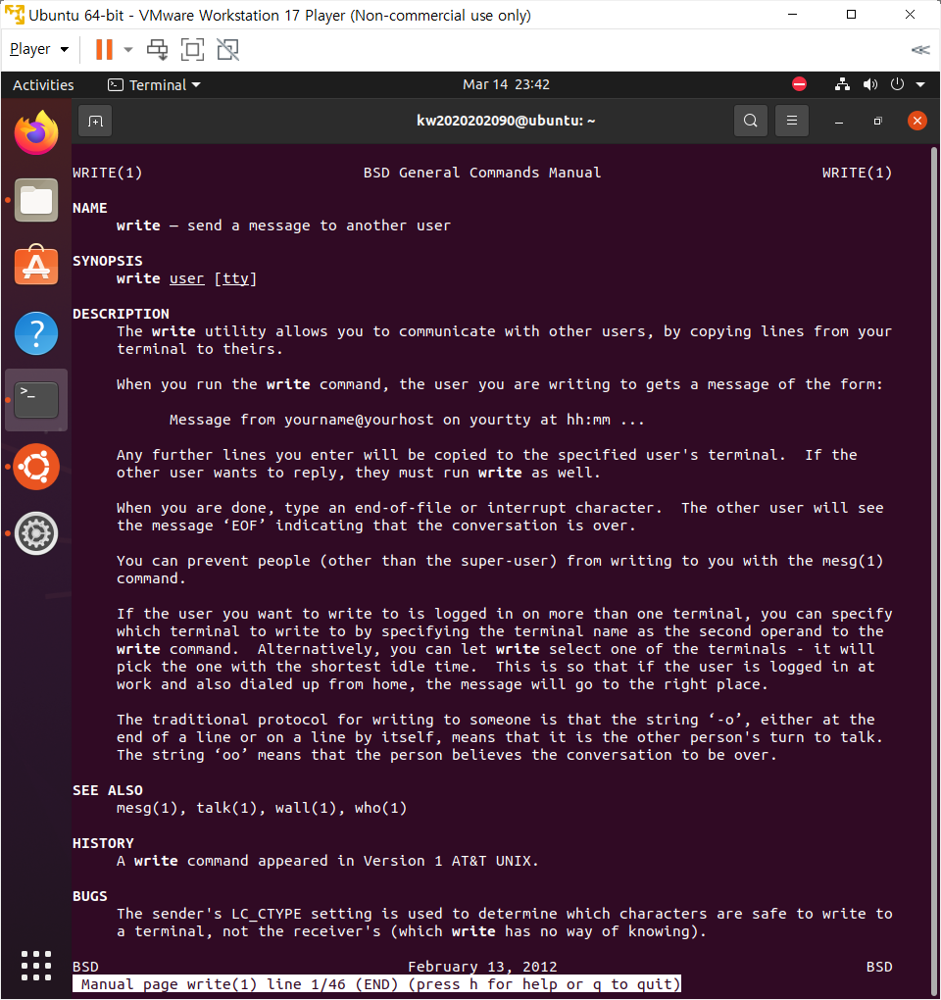 Ubuntu 64-bit - VMware Workstation 17 Player (Non-commercial use only)
Player
Activities Terminal Mar 14 23:42
kw2020202090@ubuntu: ~
WRITE(1) BSD General Commands Manual WRITE(1)
NAME
write — send a message to another user
SYNOPSIS
write user [tty]
DESCRIPTION
The write utility allows you to communicate with other users, by copying lines from your
terminal to theirs.
When you run the write command, the user you are writing to gets a message of the form:
Message from yourname@yourhost on yourtty at hh:mm ...
Any further lines you enter will be copied to the specified user's terminal.  If the
other user wants to reply, they must run write as well.
When you are done, type an end-of-file or interrupt character.  The other user will see
the message ‘EOF’ indicating that the conversation is over.
You can prevent people (other than the super-user) from writing to you with the mesg(1)
command.
If the user you want to write to is logged in on more than one terminal, you can specify
which terminal to write to by specifying the terminal name as the second operand to the
write command.  Alternatively, you can let write select one of the terminals - it will
pick the one with the shortest idle time.  This is so that if the user is logged in at
work and also dialed up from home, the message will go to the right place.
The traditional protocol for writing to someone is that the string ‘-o’, either at the
end of a line or on a line by itself, means that it is the other person's turn to talk.
The string ‘oo’ means that the person believes the conversation to be over.
SEE ALSO
mesg(1), talk(1), wall(1), who(1)
HISTORY
A write command appeared in Version 1 AT&T UNIX.
BUGS
The sender's LC_CTYPE setting is used to determine which characters are safe to write to
a terminal, not the receiver's (which write has no way of knowing).
BSD February 13, 2012 BSD
Manual page write(1) line 1/46 (END) (press h for help or q to quit)